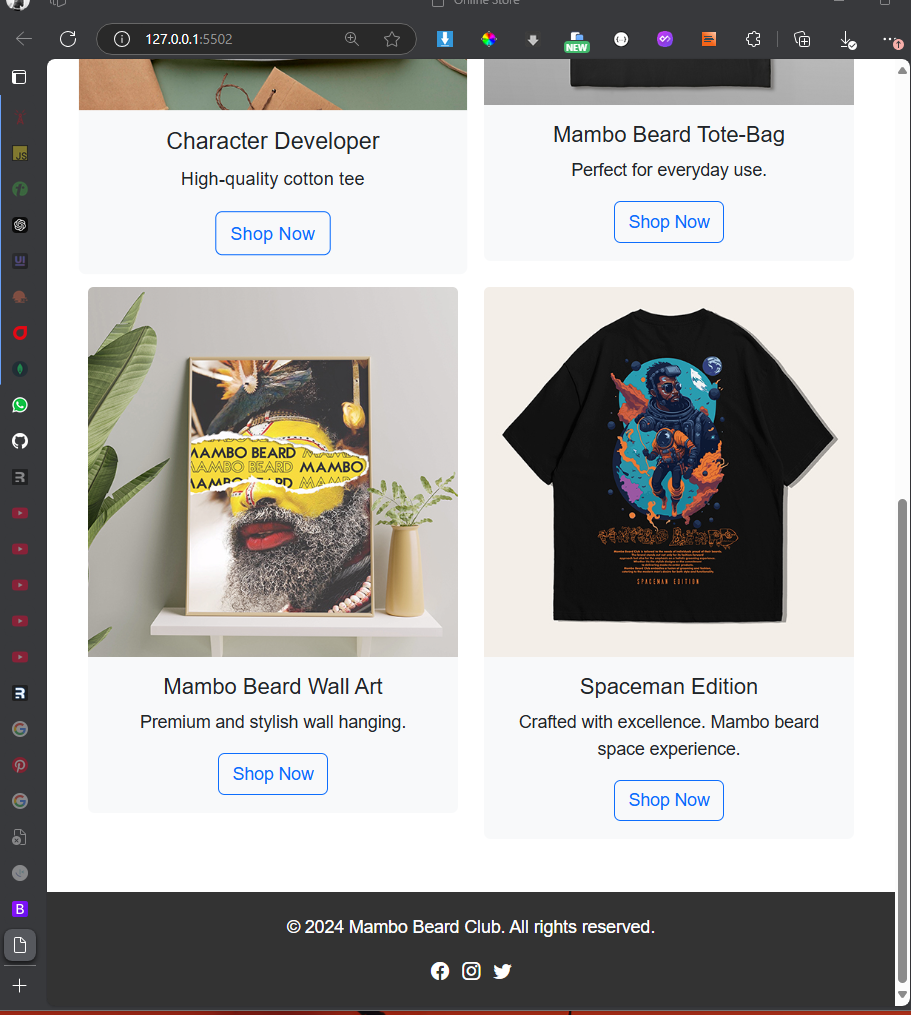 Online Store
127.0.0.1:5502
NEW
1
JS
UI
Character Developer
High-quality cotton tee
Shop Now
Mambo Beard Tote-Bag
Perfect for everyday use.
Shop Now
MAMBO BEARD
MAMBO BEARD MAMBO
Mambo Beard Wall Art
Premium and stylish wall hanging.
Shop Now
SPACEMAN EDITION
Spaceman Edition
Crafted with excellence. Mambo beard
space experience.
Shop Now
B
© 2024 Mambo Beard Club. All rights reserved.